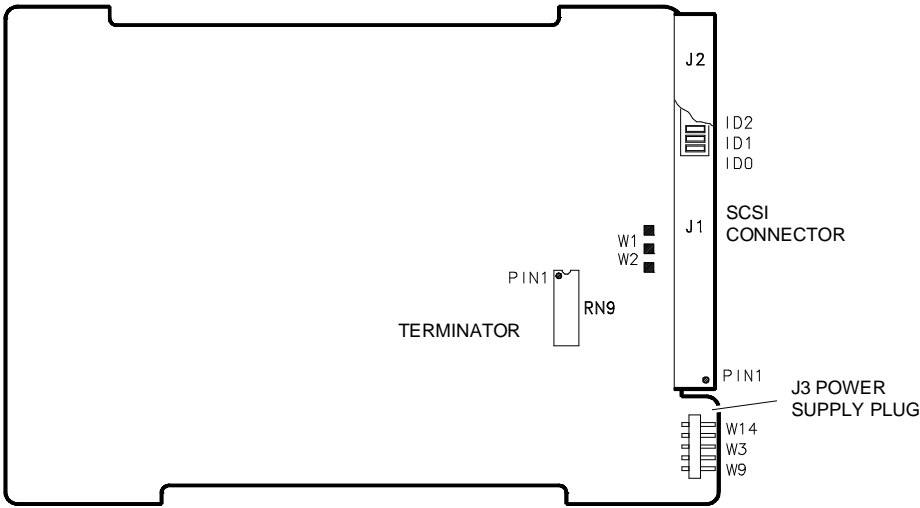 J2
ID2
ID1
ID0
J1
SCSI
CONNECTOR
W1
W2
PIN1
RN9
TERMINATOR
PIN1
J3 POWER
SUPPLY PLUG
W14
W3
W9